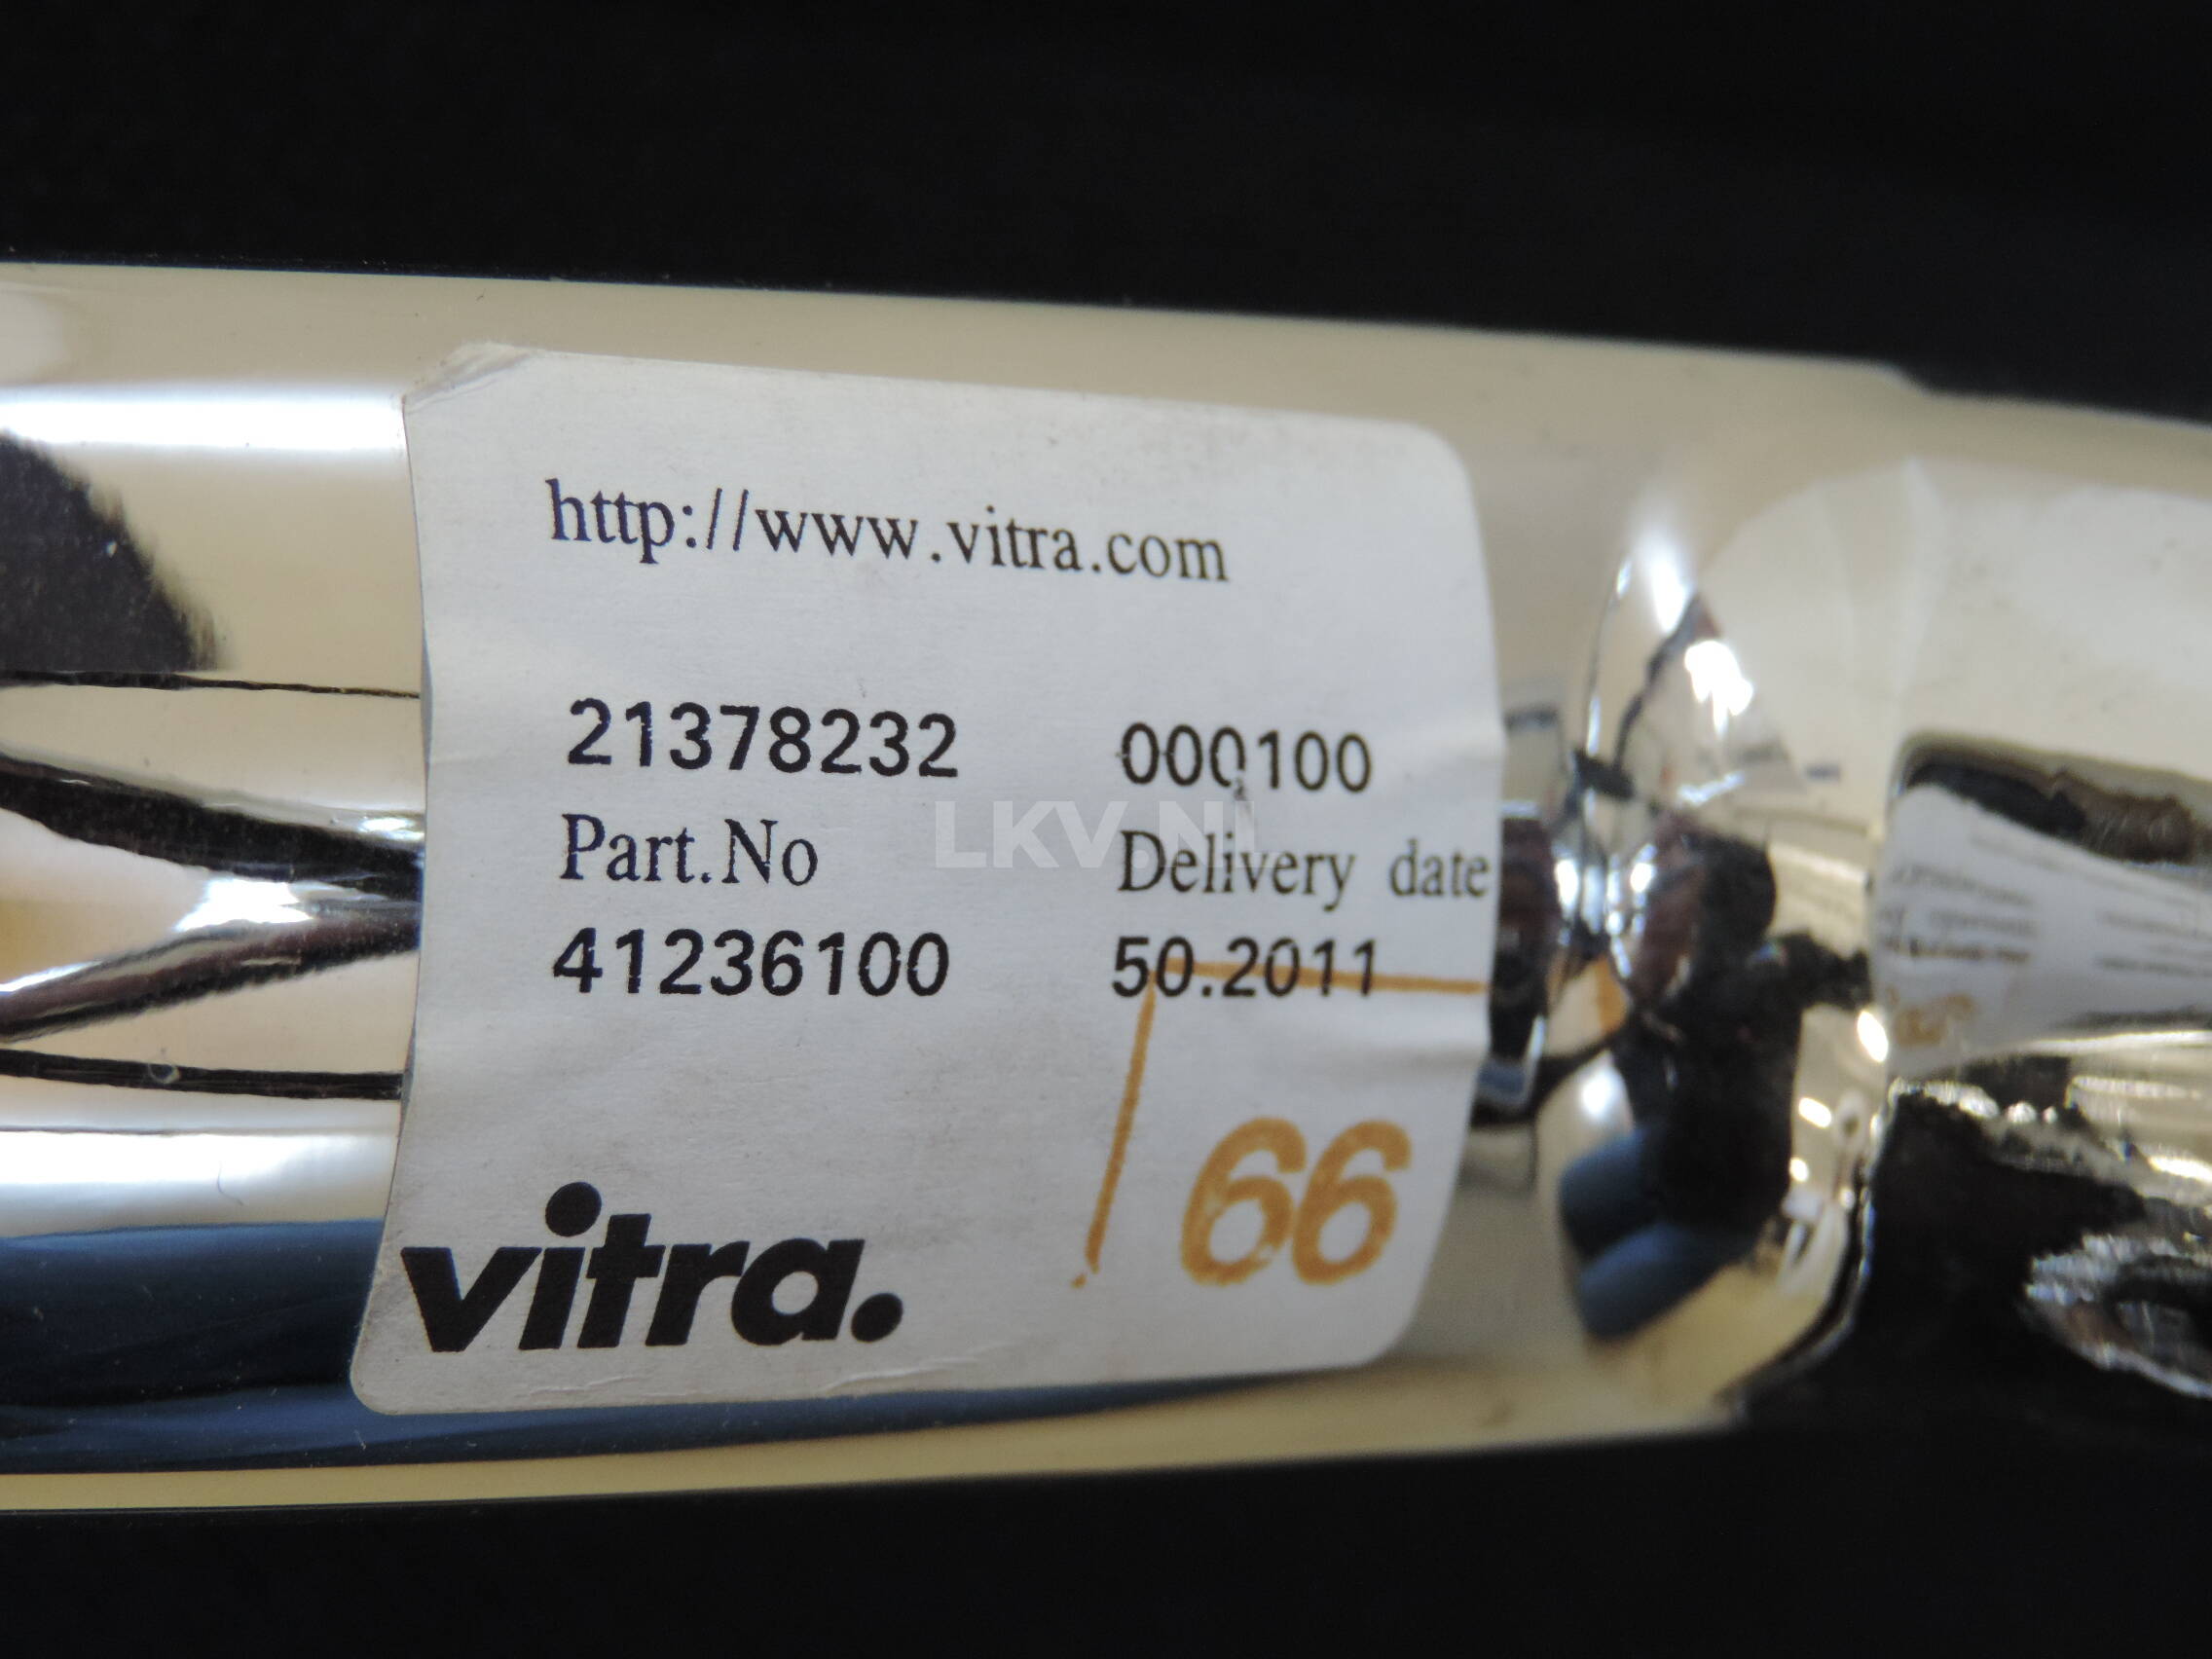 http://www.vitra.com
21378232 000100
Part.No Delivery date
41236100 50.2011
66
vitra.
LKV.NL